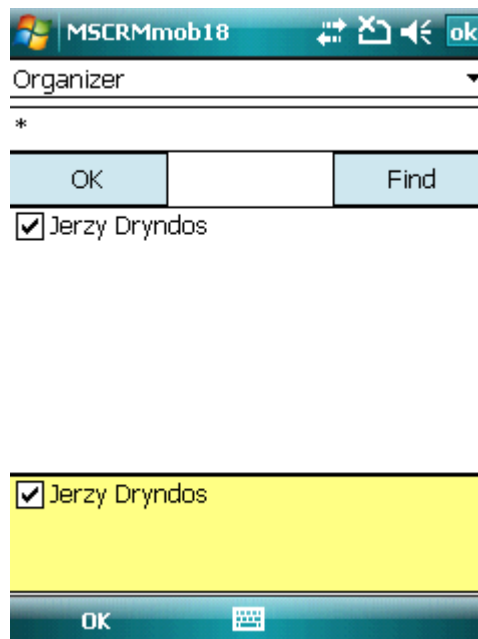 MSCRMmob18 ok
Organizer
*
OK Find
Jerzy Dryndos
Jerzy Dryndos
OK